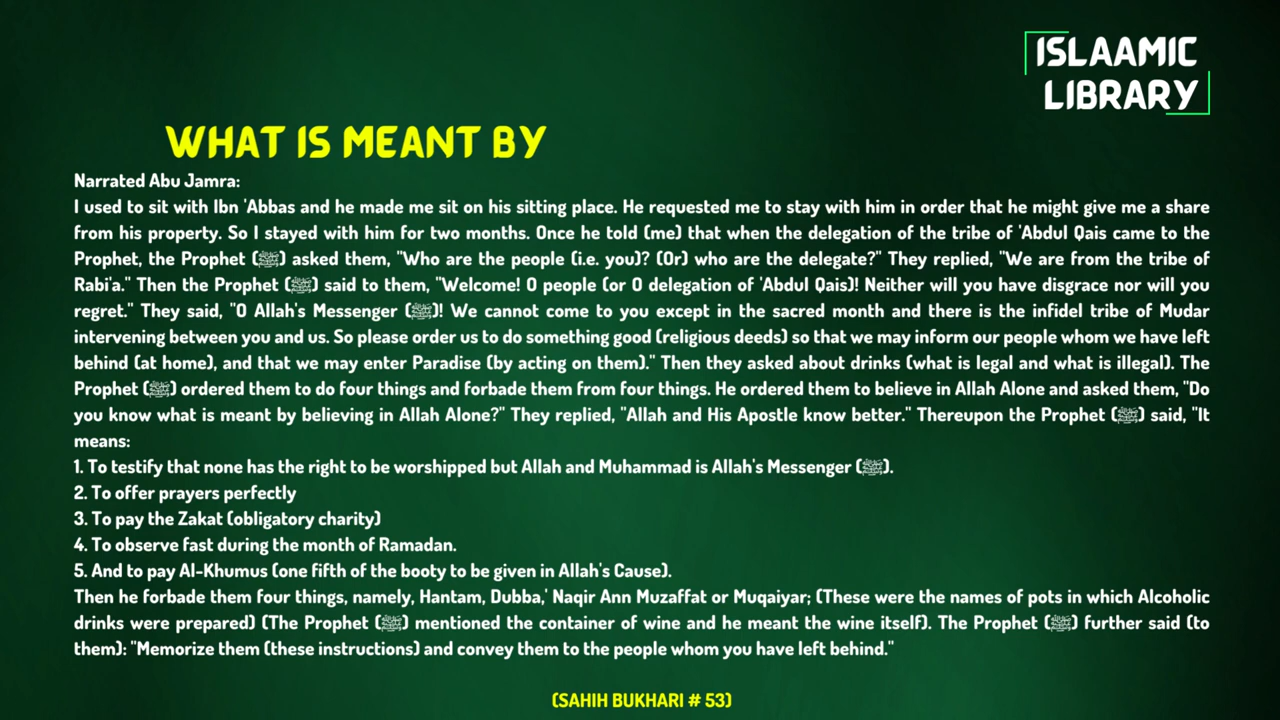 ISLAAMIC
LIBRARY
WHAT IS MEANT BY
Narrated Abu Jamra:
I used to sit with Ibn 'Abbas and he made me sit on his sitting place. He requested me to stay with him in order that he might give me a share
from his property. So I stayed with him for two months. Once he told (me) that when the delegation of the tribe of 'Abdul Qais came to the
Prophet, the Prophet (ﷺ) asked them, "Who are the people (i.e. you)? (Or) who are the delegate?" They replied, "We are from the tribe of
Rabi'a." Then the Prophet (ﷺ) said to them, "Welcome! O people (or O delegation of 'Abdul Qais)! Neither will you have disgrace nor will you
regret." They said, "O Allah's Messenger (ﷺ)! We cannot come to you except in the sacred month and there is the infidel tribe of Mudar
intervening between you and us. So please order us to do something good (religious deeds) so that we may inform our people whom we have left
behind (at home), and that we may enter Paradise (by acting on them)." Then they asked about drinks (what is legal and what is illegal). The
Prophet (ﷺ) ordered them to do four things and forbade them from four things. He ordered them to believe in Allah Alone and asked them, "Do
you know what is meant by believing in Allah Alone?" They replied, "Allah and His Apostle know better." Thereupon the Prophet (ﷺ) said, "It
means:
1. To testify that none has the right to be worshipped but Allah and Muhammad is Allah's Messenger (ﷺ).
2. To offer prayers perfectly
3. To pay the Zakat (obligatory charity)
4. To observe fast during the month of Ramadan.
5. And to pay Al-Khumus (one fifth of the booty to be given in Allah's Cause).
Then he forbade them four things, namely, Hantam, Dubba,' Naqir Ann Muzaffat or Muqaiyar; (These were the names of pots in which Alcoholic
drinks were prepared) (The Prophet (ﷺ) mentioned the container of wine and he meant the wine itself). The Prophet (ﷺ) further said (to
them): "Memorize them (these instructions) and convey them to the people whom you have left behind."
(SAHIH BUKHARI # 53)